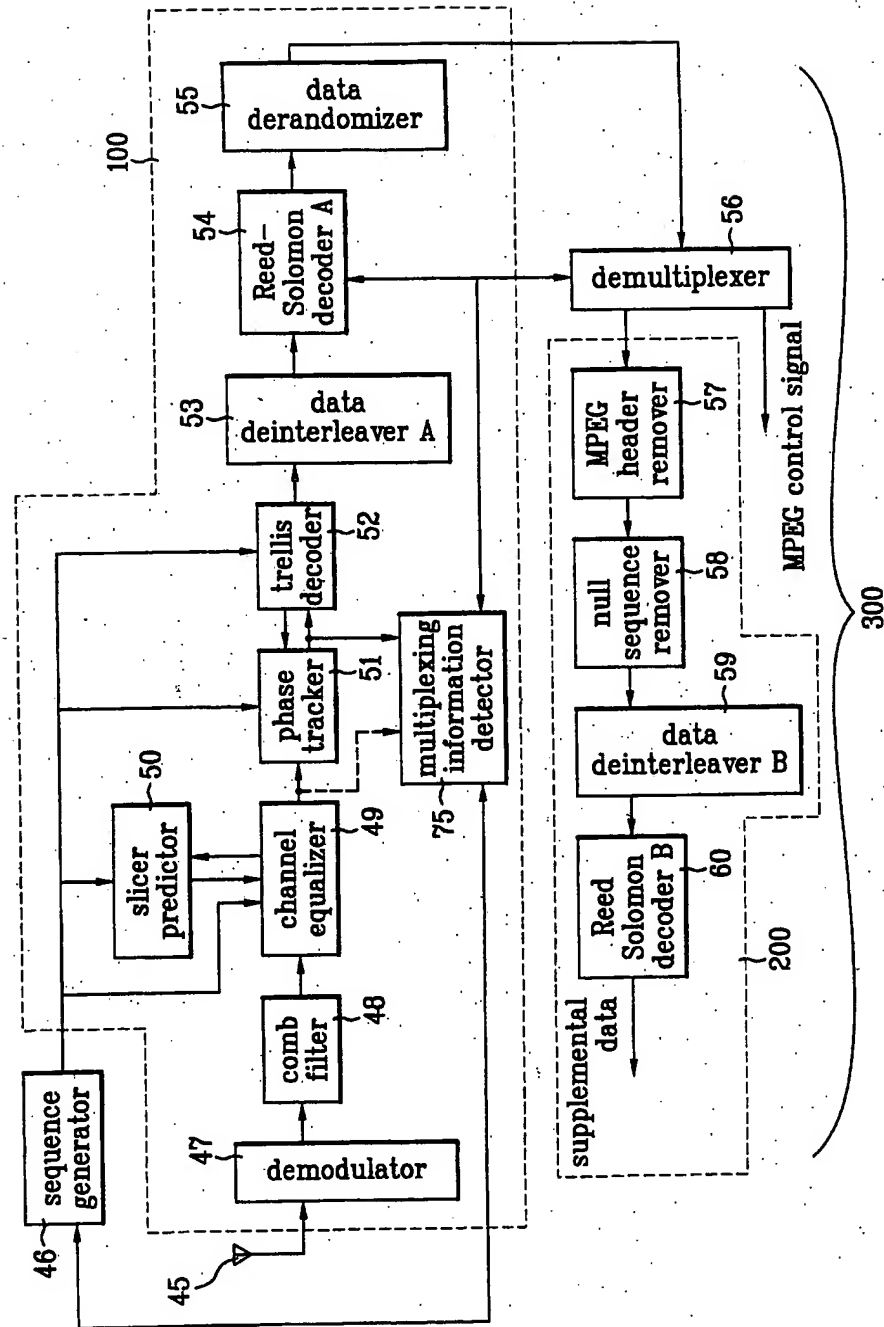 sequence
generator
46
45
47
demodulator
comb
filter
48
slicer
predictor
50
channel
equalizer
49
phase
tracker
51
trellis
decoder
52
multiplexing
information
detector
75
53
data
deinterleaver A
54
Reed-
Solomon
decoder A
55
data
derandomizer
100
demultiplexer
56
MPEG control signal
MPEG
header
remover
57
null
sequence
remover
58
data
deinterleaver B
59
Reed
Solomon
decoder B
60
supplemental
data
200
300